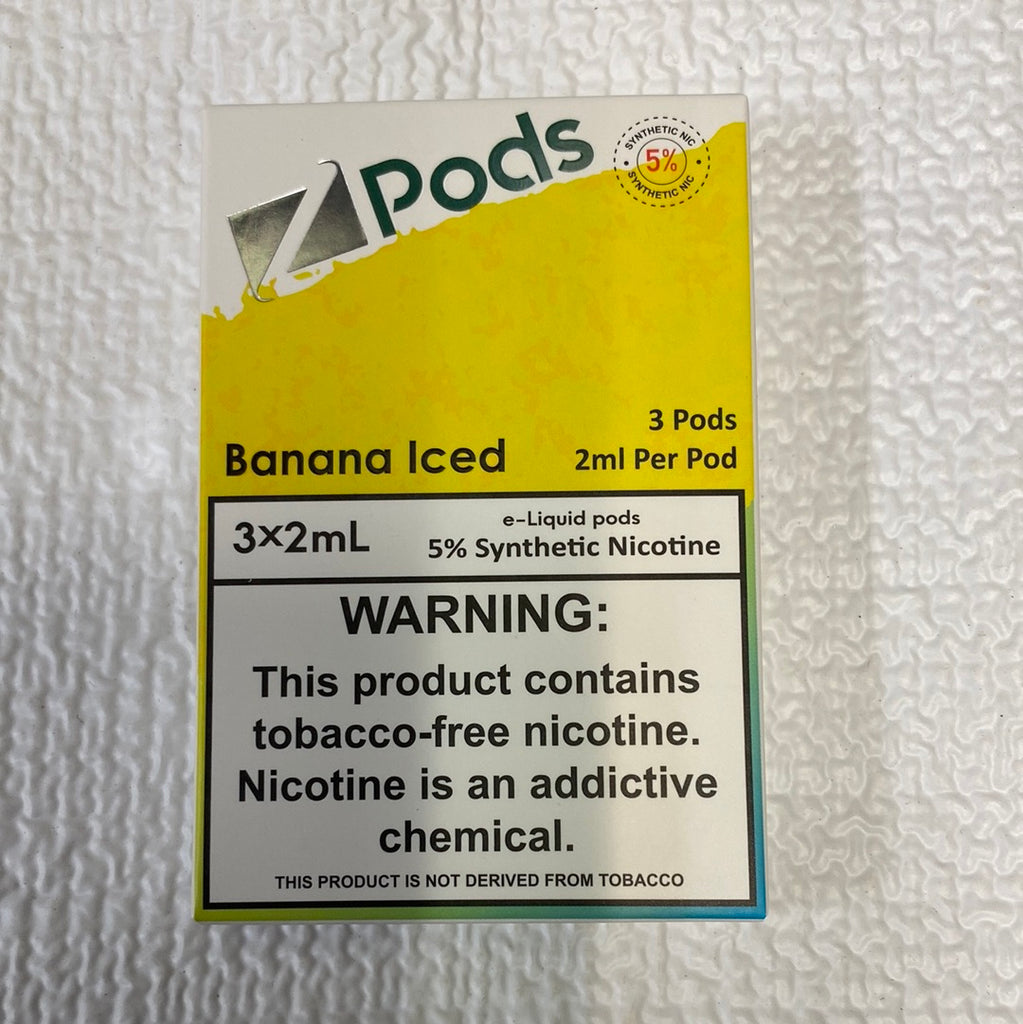 Z Pods
SYNTHETIC NIC
5%
SYNTHETIC NIC
3 Pods
Banana Iced
2ml Per Pod
3×2mL
e-Liquid pods
5% Synthetic Nicotine
WARNING:
This product contains
tobacco-free nicotine.
Nicotine is an addictive
chemical.
THIS PRODUCT IS NOT DERIVED FROM TOBACCO